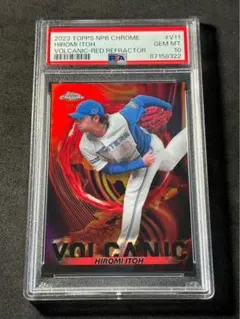 2023 TOPPS NPB CHROME #V11
HIROMI ITOH GEM MT
VOLCANIC-RED REFRACTOR 10
PSA 87158322
VOLCANIC
HIROMI ITOH